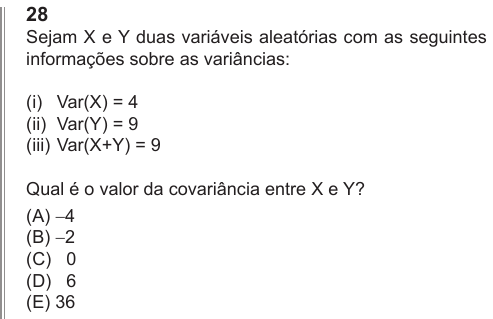 28
Sejam X e Y duas variáveis aleatórias com as seguintes
informações sobre as variâncias:
(i) Var(X) = 4
(ii) Var(Y) = 9
(iii) Var(X+Y) = 9
Qual é o valor da covariância entre X e Y?
(A) –4
(B) –2
(C) 0
(D) 6
(E) 36